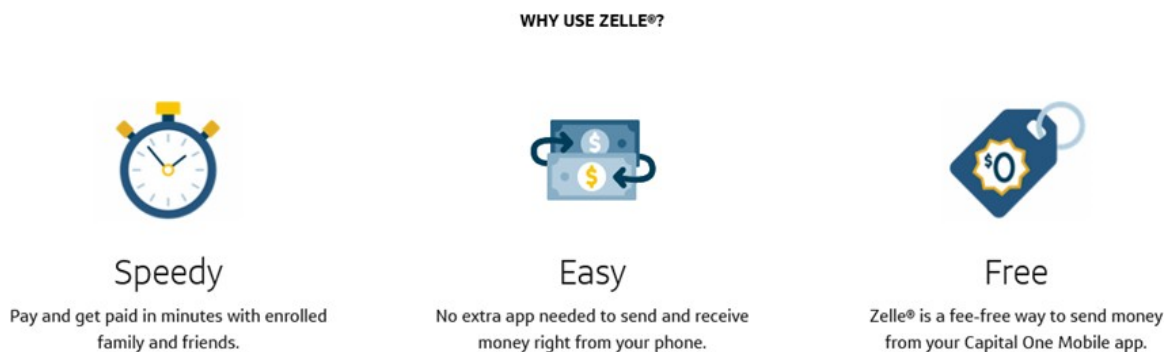 WHY USE ZELLE®?
$
$
$0
Speedy
Easy
Free
Pay and get paid in minutes with enrolled
family and friends.
No extra app needed to send and receive
money right from your phone.
Zelle® is a fee-free way to send money
from your Capital One Mobile app.